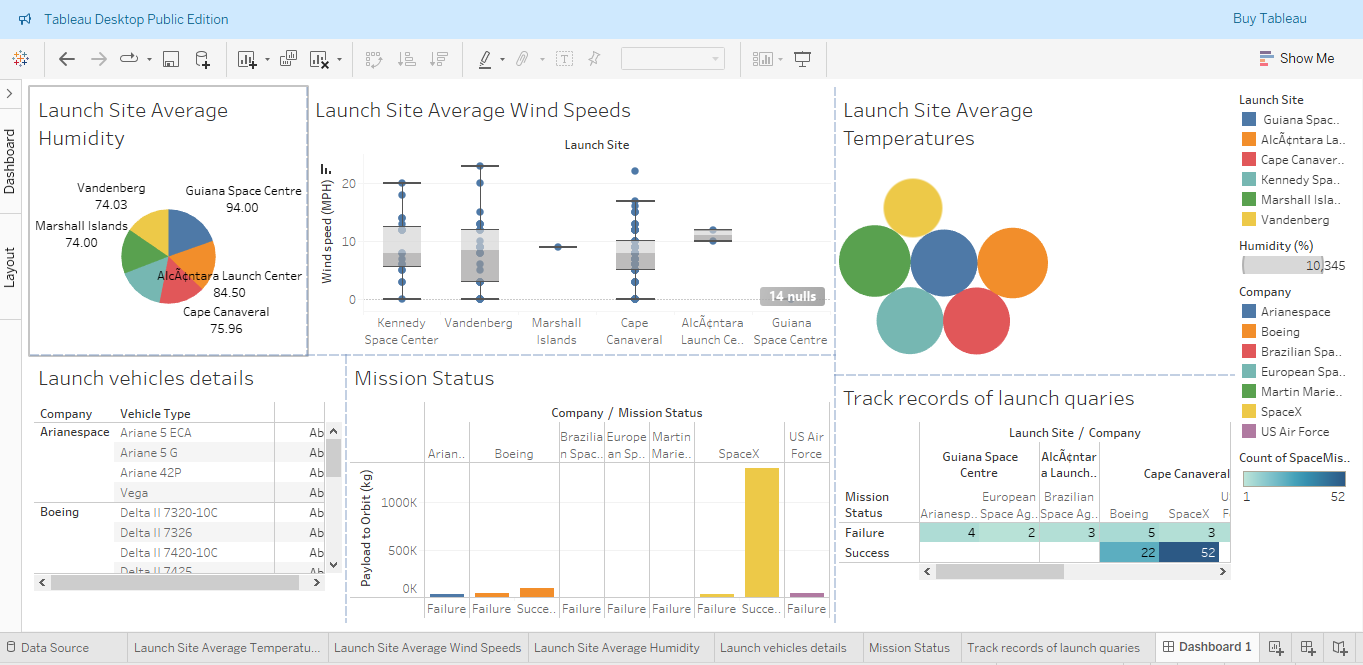 Tableau Desktop Public Edition
Buy Tableau
Show Me
Dashboard
Layout
Launch Site Average
Humidity
Vandenberg
74.03
Guiana Space Centre
94.00
Marshall Islands
74.00
AlcÃ¢ntara Launch Center
84.50
Cape Canaveral
75.96
Launch Site Average Wind Speeds
Launch Site
Wind speed (MPH)
20
10
0
14 nulls
Kennedy
Space Center
Vandenberg
Marshall
Islands
Cape
Canaveral
AlcÃ¢ntara
Launch Ce..
Guiana
Space Centre
Launch Site Average
Temperatures
Launch Site
Guiana Spac..
AlcÃ¢ntara La..
Cape Canaver..
Kennedy Spa..
Marshall Isla..
Vandenberg
Humidity (%)
10,345
Company
Arianespace
Boeing
Brazilian Spa..
European Spa..
Martin Marie..
SpaceX
US Air Force
Count of SpaceMis..
1 52
Launch vehicles details
Company Vehicle Type
Arianespace Ariane 5 ECA Ab
Ariane 5 G Ab
Ariane 42P Ab
Vega Ab
Boeing Delta II 7320-10C Ab
Delta II 7326 Ab
Delta II 7420-10C Ab
Delta II 7425 Ab
Mission Status
Company / Mission Status
Arian..
Boeing
Brazilia
n Spac..
Europe
an Sp..
Martin
Marie..
SpaceX
US Air
Force
Payload to Orbit (kg)
1000K
500K
0K
Failure Failure Succe.. Failure Failure Failure Failure Succe.. Failure
Track records of launch quaries
Launch Site / Company
Guiana Space
Centre
AlcÃ¢ntar
a Launch..
Cape Canaveral
Mission
Status
Arianesp..
European
Space Ag..
Brazilian
Space Ag..
Boeing
SpaceX
U
F
Failure 4 2 3 5 3
Success 22 52
Data Source
Launch Site Average Temperatu...
Launch Site Average Wind Speeds
Launch Site Average Humidity
Launch vehicles details
Mission Status
Track records of launch quaries
Dashboard 1